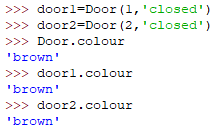 >>> door1=Door(1,'closed')
>>> door2=Door(2,'closed')
>>> Door.colour
'brown'
>>> door1.colour
'brown'
>>> door2.colour
'brown'